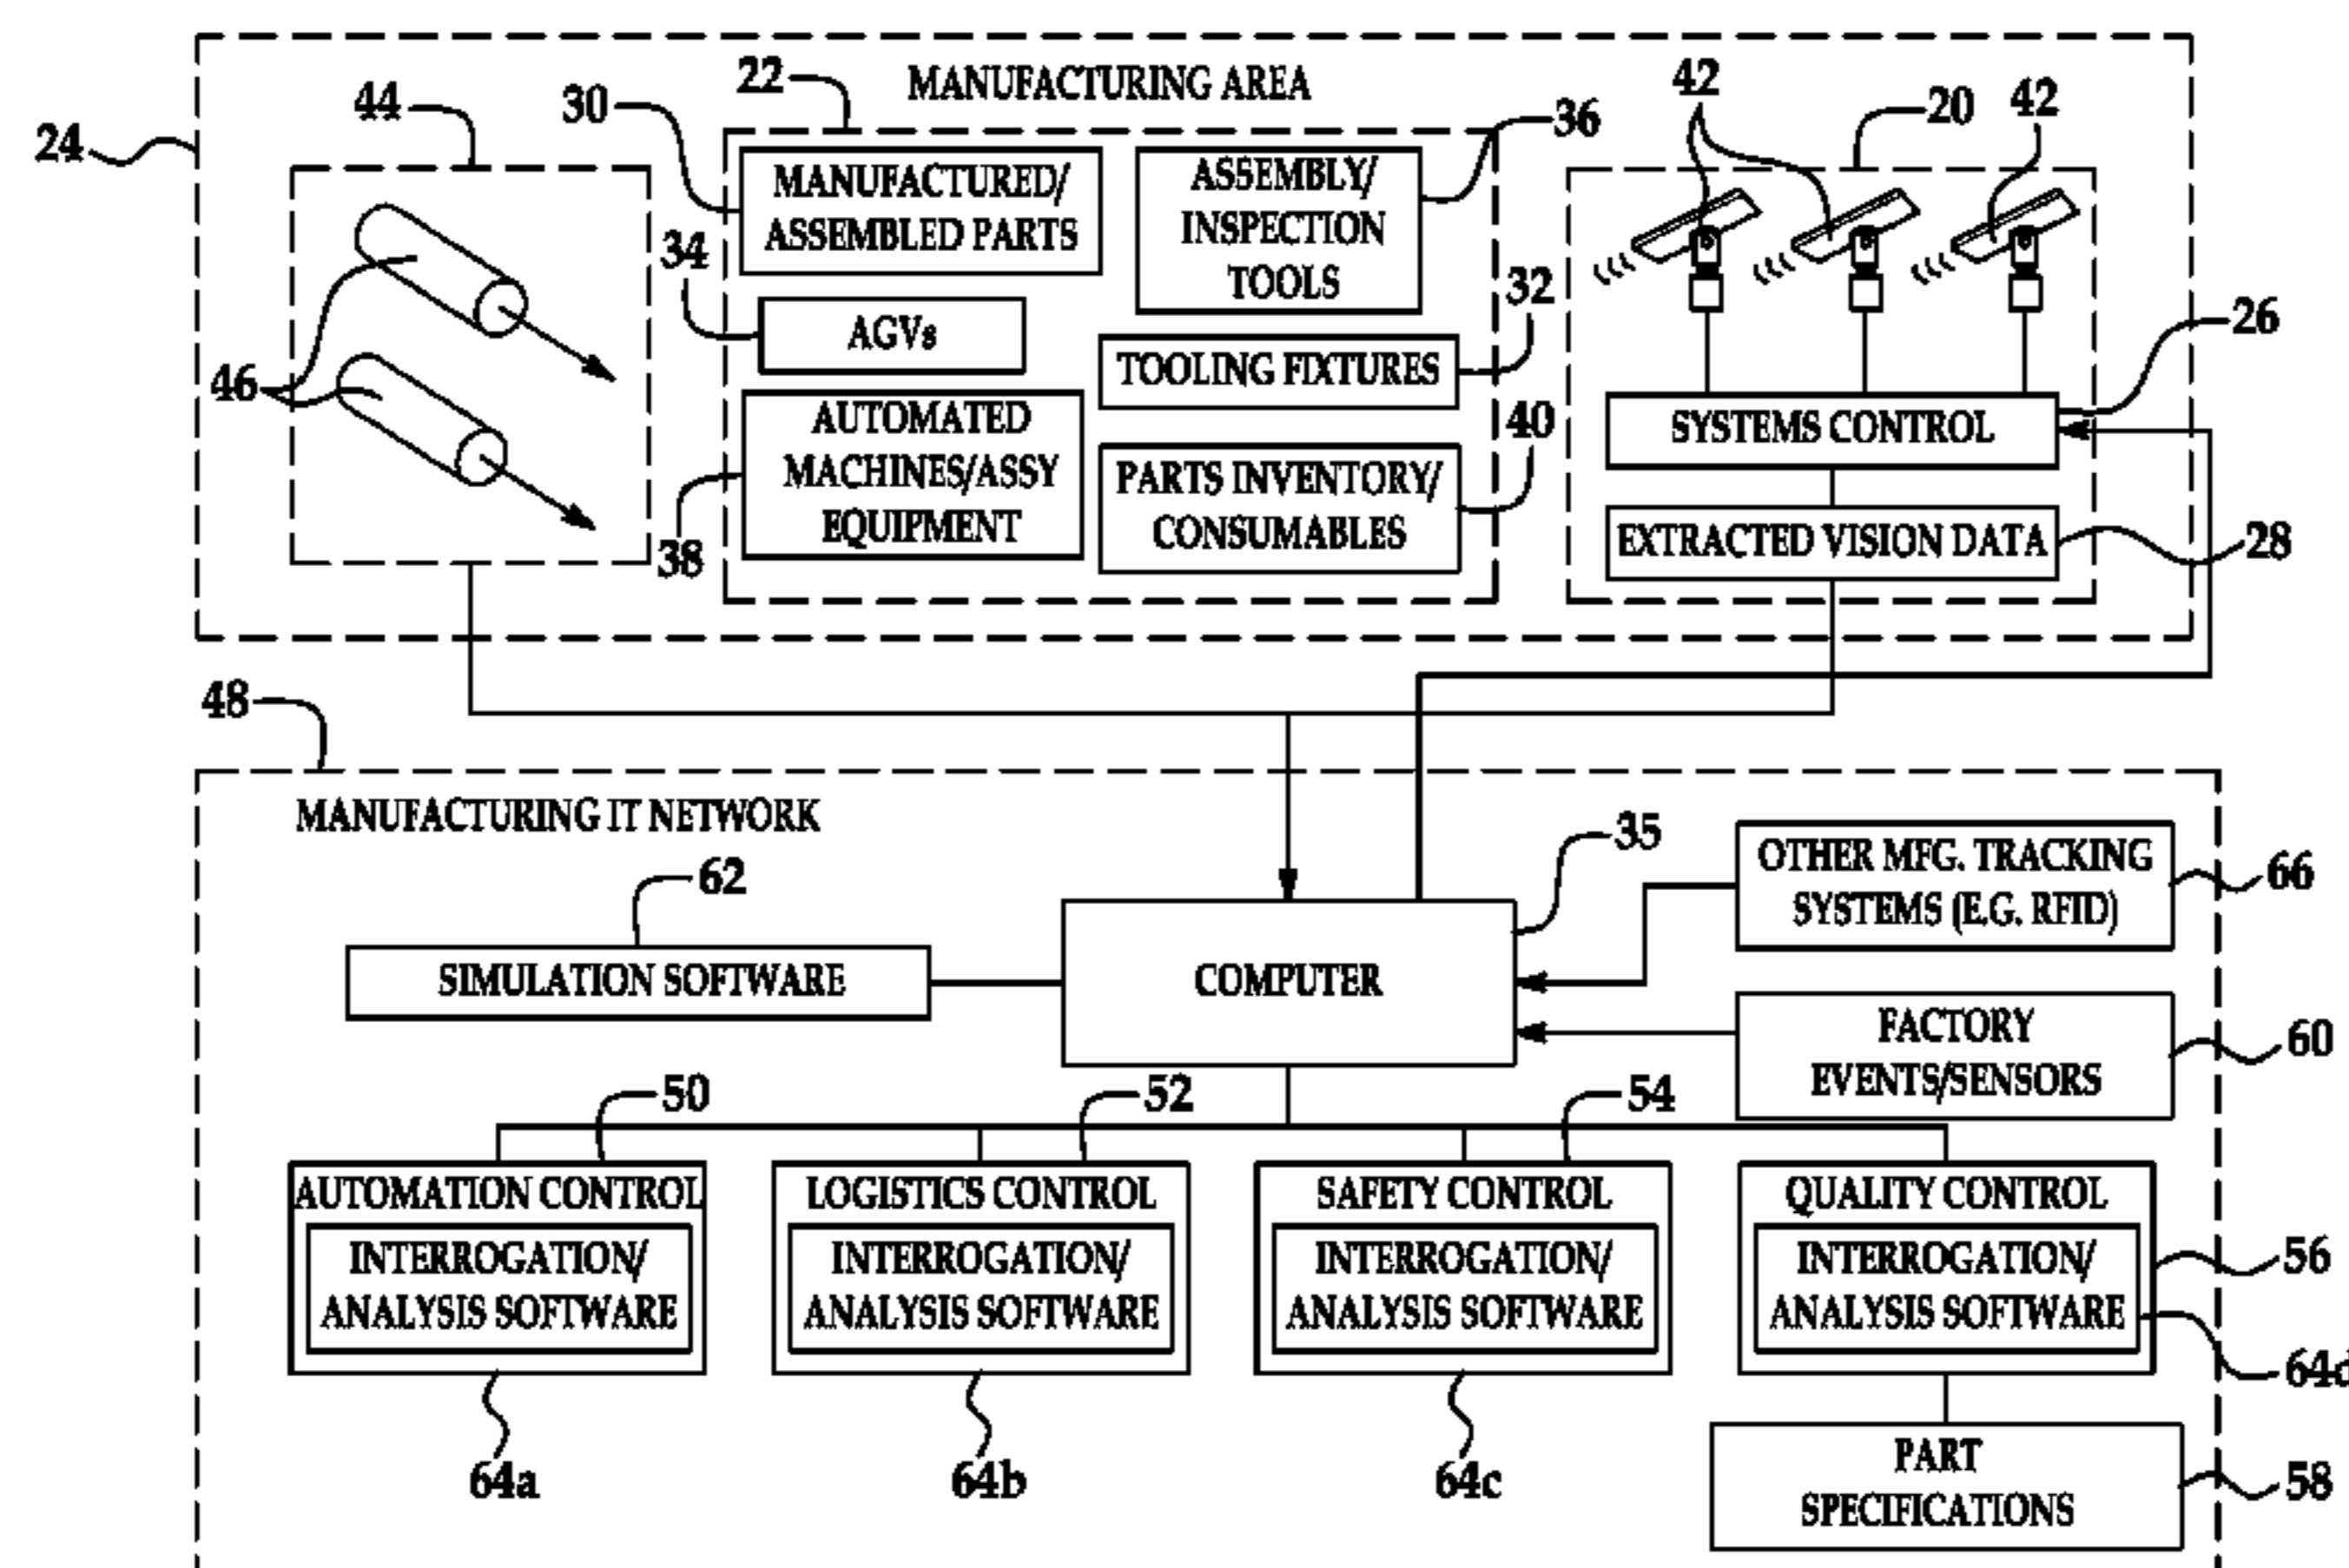 MANUFACTURING AREA
24
44
30
22
42
42
20
36
MANUFACTURED/
ASSEMBLED PARTS
ASSEMBLY/
INSPECTION
TOOLS
34
AGVs
32
TOOLING FIXTURES
46
26
SYSTEMS CONTROL
AUTOMATED
MACHINES/ASSY
EQUIPMENT
38
40
PARTS INVENTORY/
CONSUMABLES
EXTRACTED VISION DATA
28
48
MANUFACTURING IT NETWORK
35
62
OTHER MFG. TRACKING
SYSTEMS (E.G. RFID)
66
SIMULATION SOFTWARE
COMPUTER
FACTORY
EVENTS/SENSORS
60
50
52
54
AUTOMATION CONTROL
INTERROGATION/
ANALYSIS SOFTWARE
LOGISTICS CONTROL
INTERROGATION/
ANALYSIS SOFTWARE
SAFETY CONTROL
INTERROGATION/
ANALYSIS SOFTWARE
QUALITY CONTROL
INTERROGATION/
ANALYSIS SOFTWARE
56
64d
64a
64b
64c
PART
SPECIFICATIONS
58